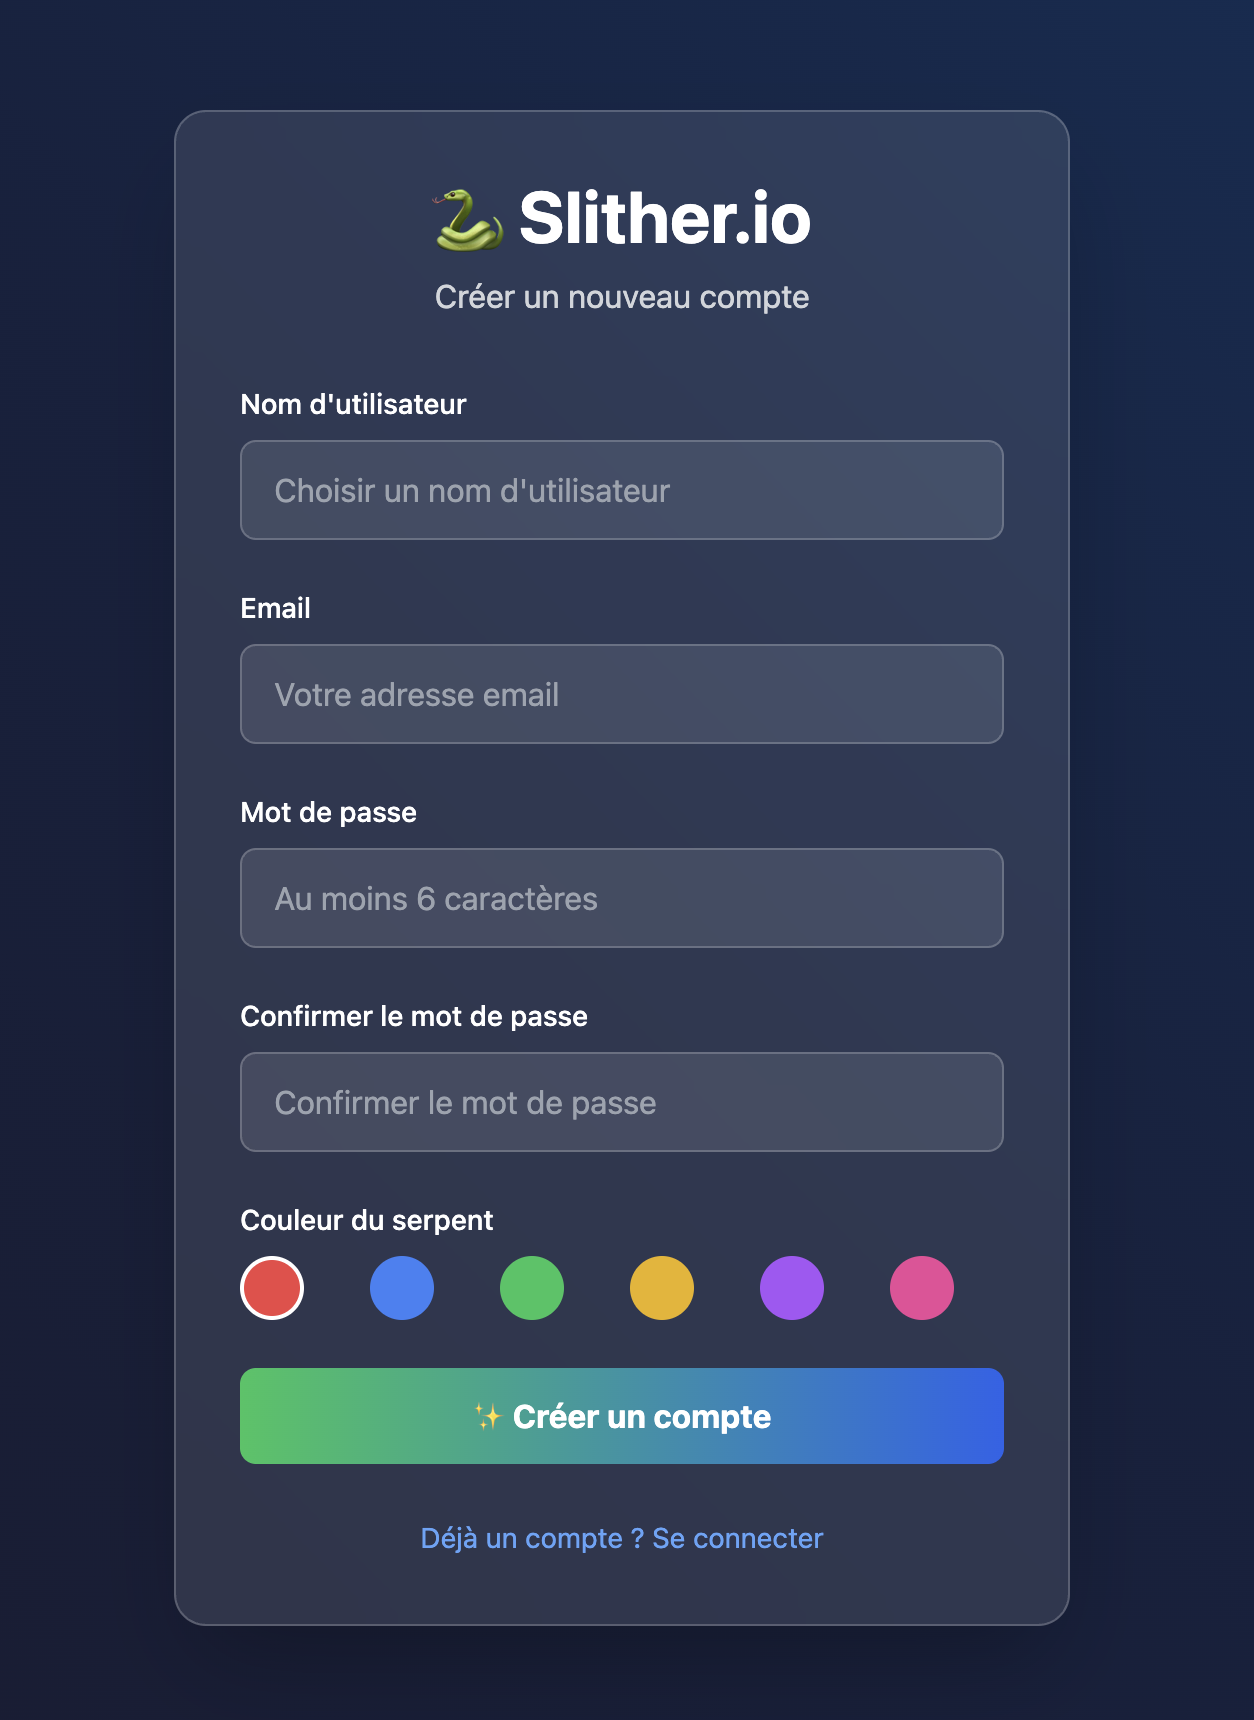 Slither.io
Créer un nouveau compte
Nom d'utilisateur
Choisir un nom d'utilisateur
Email
Votre adresse email
Mot de passe
Au moins 6 caractères
Confirmer le mot de passe
Confirmer le mot de passe
Couleur du serpent
✨ Créer un compte
Déjà un compte ? Se connecter